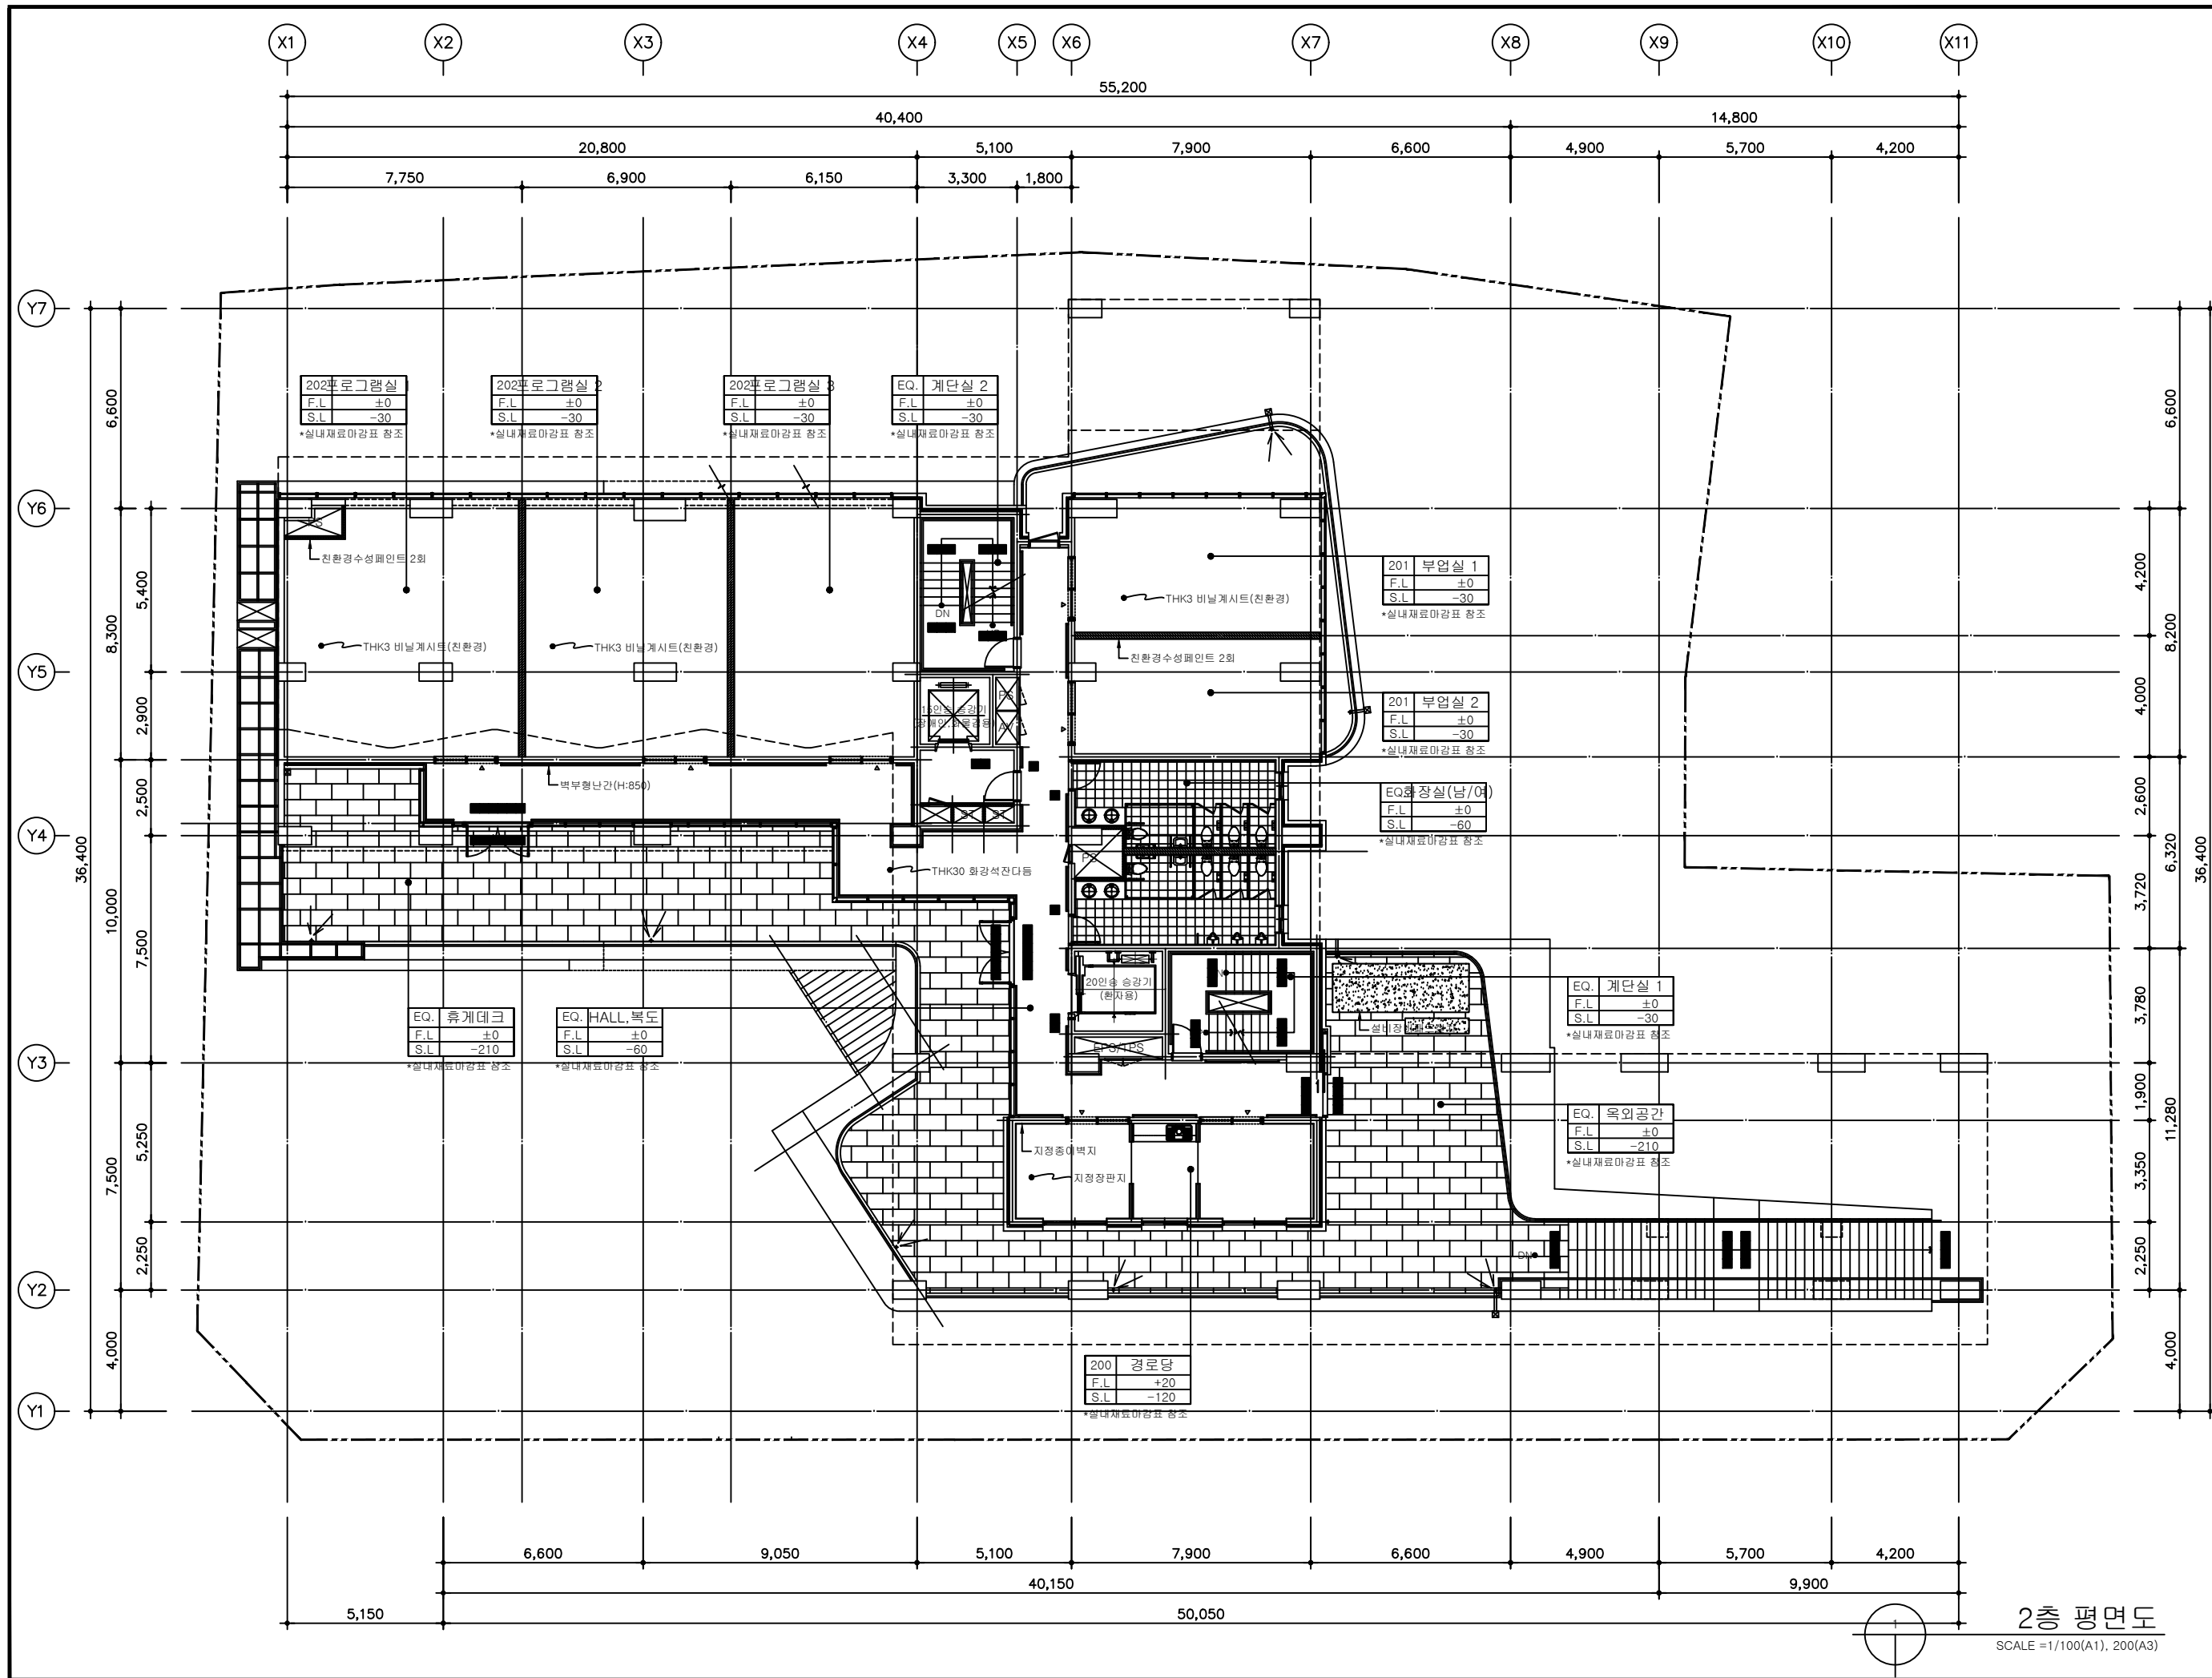 X1 X2 X3 X4 X5 X6 X7 X8 X9 X10 X11
55,200
40,400 14,800
20,800 5,100 7,900 6,600 4,900 5,700 4,200
7,750 6,900 6,150 3,300 1,800
Y7
Y6
Y5
Y4
Y3
Y2
Y1
36,400
6,600
8,300
10,000
7,500
4,000
5,400
2,900
2,500
7,500
5,250
2,250
202 프로그램실 1
F.L ±0
S.L -30
*실내재료마감표 참조
202 프로그램실 2
F.L ±0
S.L -30
*실내재료마감표 참조
202 프로그램실 3
F.L ±0
S.L -30
*실내재료마감표 참조
EQ. 계단실 2
F.L ±0
S.L -30
*실내재료마감표 참조
친환경수성페인트 2회
THK3 비닐계시트(친환경)
THK3 비닐계시트(친환경)
DN
THK3 비닐계시트(친환경)
친환경수성페인트 2회
201 부업실 1
F.L ±0
S.L -30
*실내재료마감표 참조
201 부업실 2
F.L ±0
S.L -30
*실내재료마감표 참조
벽부형난간(H:850)
EQ. 화장실(남/여)
F.L ±0
S.L -60
*실내재료마감표 참조
PS
THK30 화강석잔다듬
20인승 승강기
(환자용)
EPS/TPS
EQ. 휴게데크
F.L ±0
S.L -210
*실내재료마감표 참조
EQ. HALL,복도
F.L ±0
S.L -60
*실내재료마감표 참조
EQ. 계단실 1
F.L ±0
S.L -30
*실내재료마감표 참조
EQ. 옥외공간
F.L ±0
S.L -210
*실내재료마감표 참조
지정종이벽지
지정장판지
DN
200 경로당
F.L +20
S.L -120
*실내재료마감표 참조
4,200
4,000
2,600
3,720
3,780
1,900
3,350
2,250
6,600
8,200
6,320
11,280
4,000
36,400
6,600 9,050 5,100 7,900 6,600 4,900 5,700 4,200
40,150 9,900
5,150 50,050
1
2층 평면도
SCALE =1/100(A1), 200(A3)